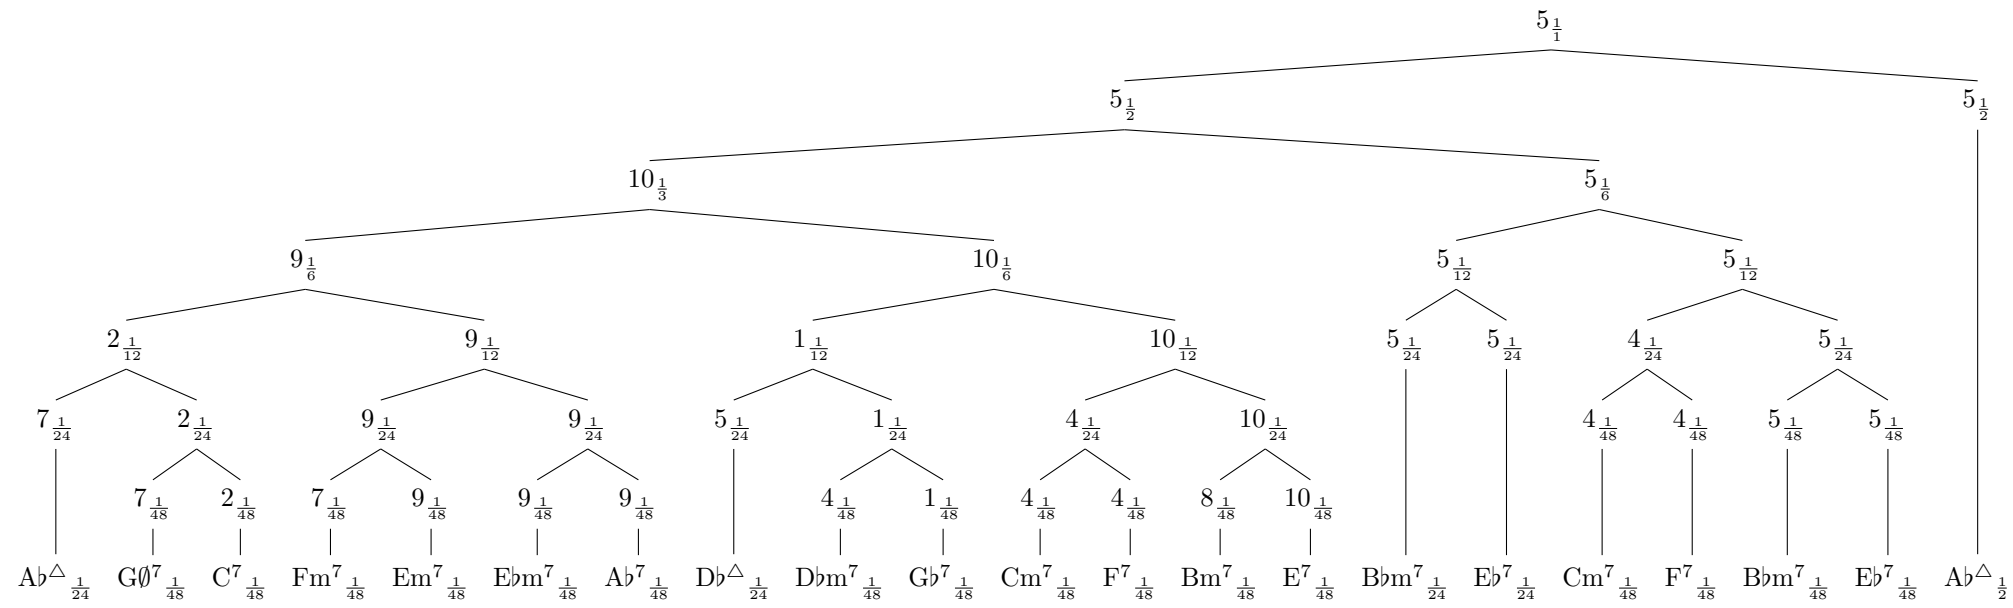 5 1/1
5 1/2 5 1/2
10 1/3 5 1/6
9 1/6 10 1/6 5 1/12 5 1/12
2 1/12 9 1/12 1 1/12 10 1/12 5 1/24 5 1/24 4 1/24 5 1/24
7 1/24 2 1/24 9 1/24 9 1/24 5 1/24 1 1/24 4 1/24 10 1/24 4 1/48 4 1/48 5 1/48 5 1/48
7 1/48 2 1/48 7 1/48 9 1/48 9 1/48 9 1/48 4 1/48 1 1/48 4 1/48 4 1/48 8 1/48 10 1/48
A♭△ 1/24 G∅7 1/48 C7 1/48 Fm7 1/48 Em7 1/48 E♭m7 1/48 A♭7 1/48 D♭△ 1/24 D♭m7 1/48 G♭7 1/48 Cm7 1/48 F7 1/48 Bm7 1/48 E7 1/48 B♭m7 1/24 E♭7 1/24 Cm7 1/48 F7 1/48 B♭m7 1/48 E♭7 1/48 A♭△ 1/2